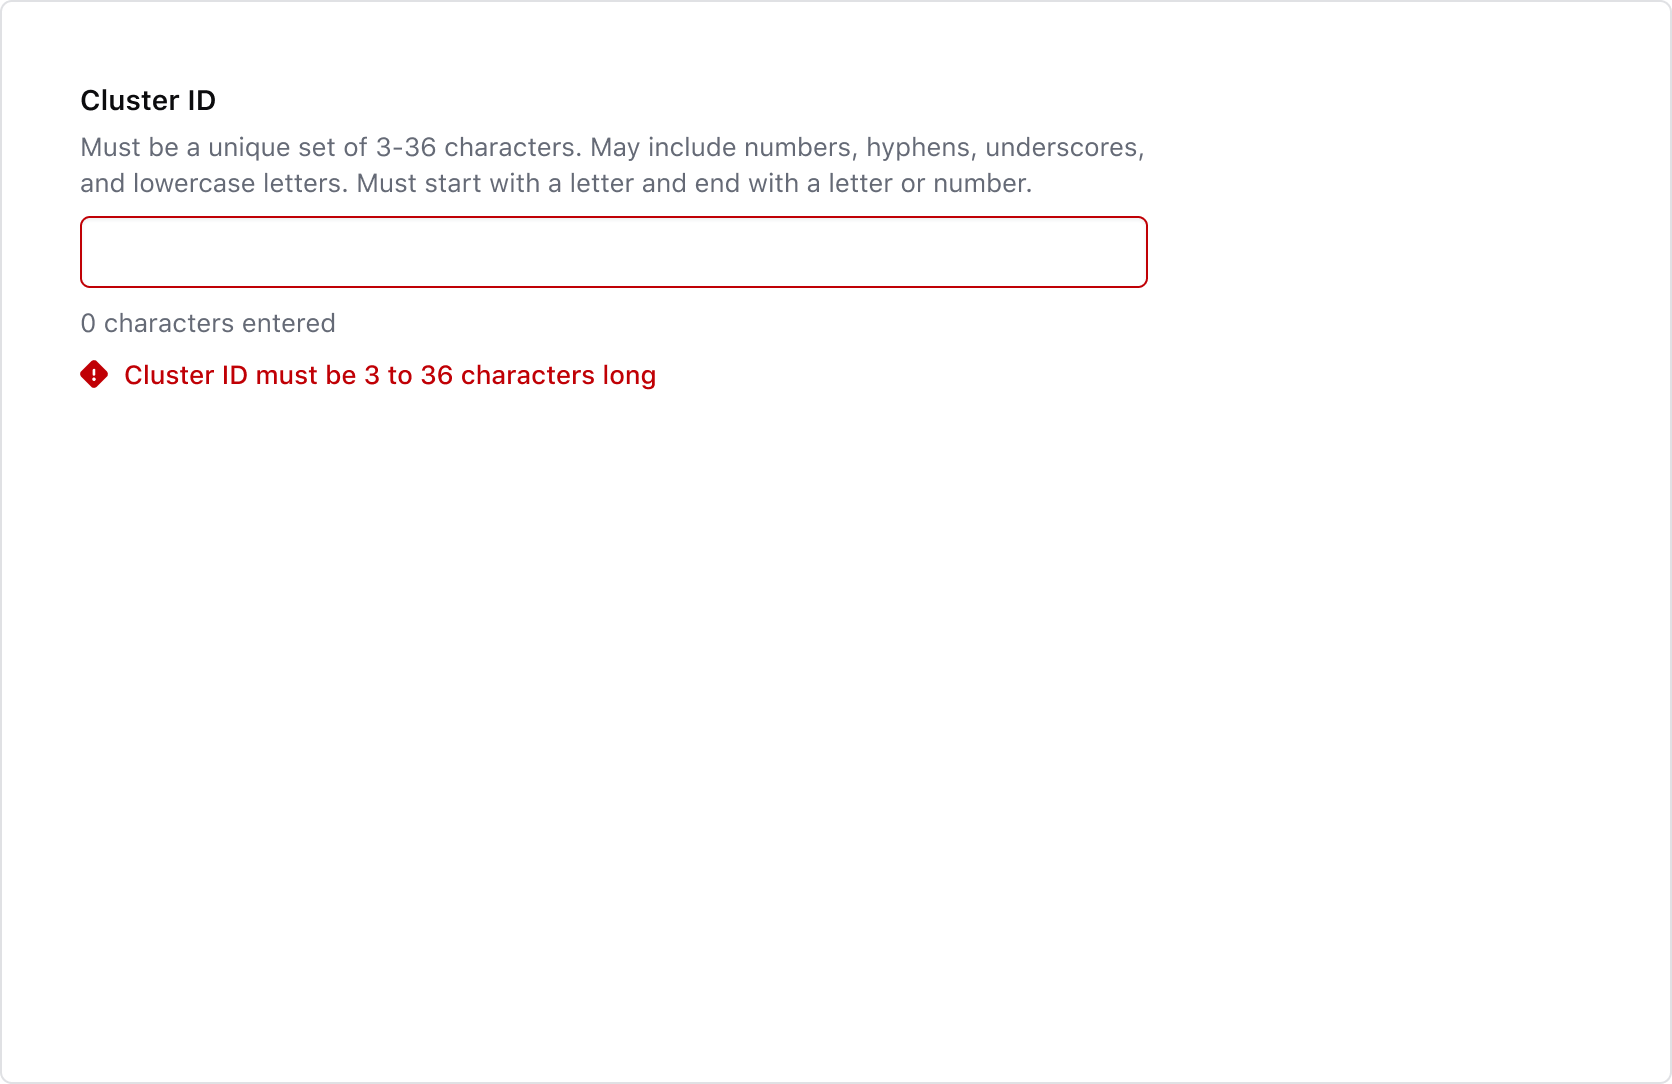 Cluster ID
Must be a unique set of 3-36 characters. May include numbers, hyphens, underscores,
and lowercase letters. Must start with a letter and end with a letter or number.
0 characters entered
Cluster ID must be 3 to 36 characters long